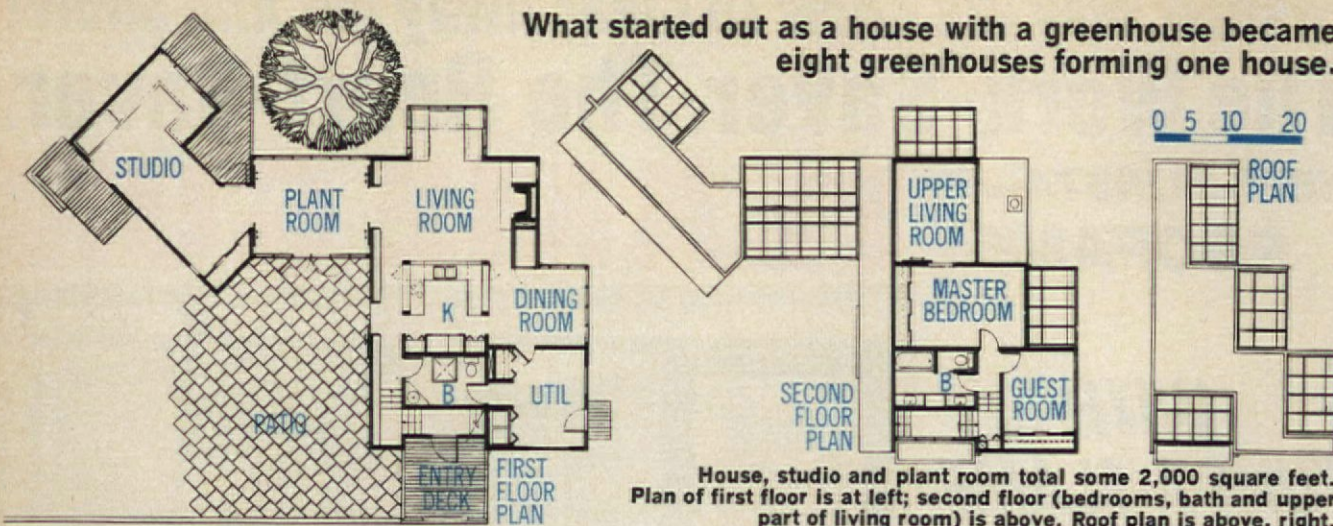 What started out as a house with a greenhouse became
eight greenhouses forming one house.
STUDIO
PLANT
ROOM
LIVING
ROOM
K
DINING
ROOM
B
UTIL
PATIO
ENTRY
DECK
FIRST
FLOOR
PLAN
UPPER
LIVING
ROOM
MASTER
BEDROOM
B
GUEST
ROOM
SECOND
FLOOR
PLAN
0 5 10 20
ROOF
PLAN
House, studio and plant room total some 2,000 square feet.
Plan of first floor is at left; second floor (bedrooms, bath and upper
part of living room) is above. Roof plan is above, right.